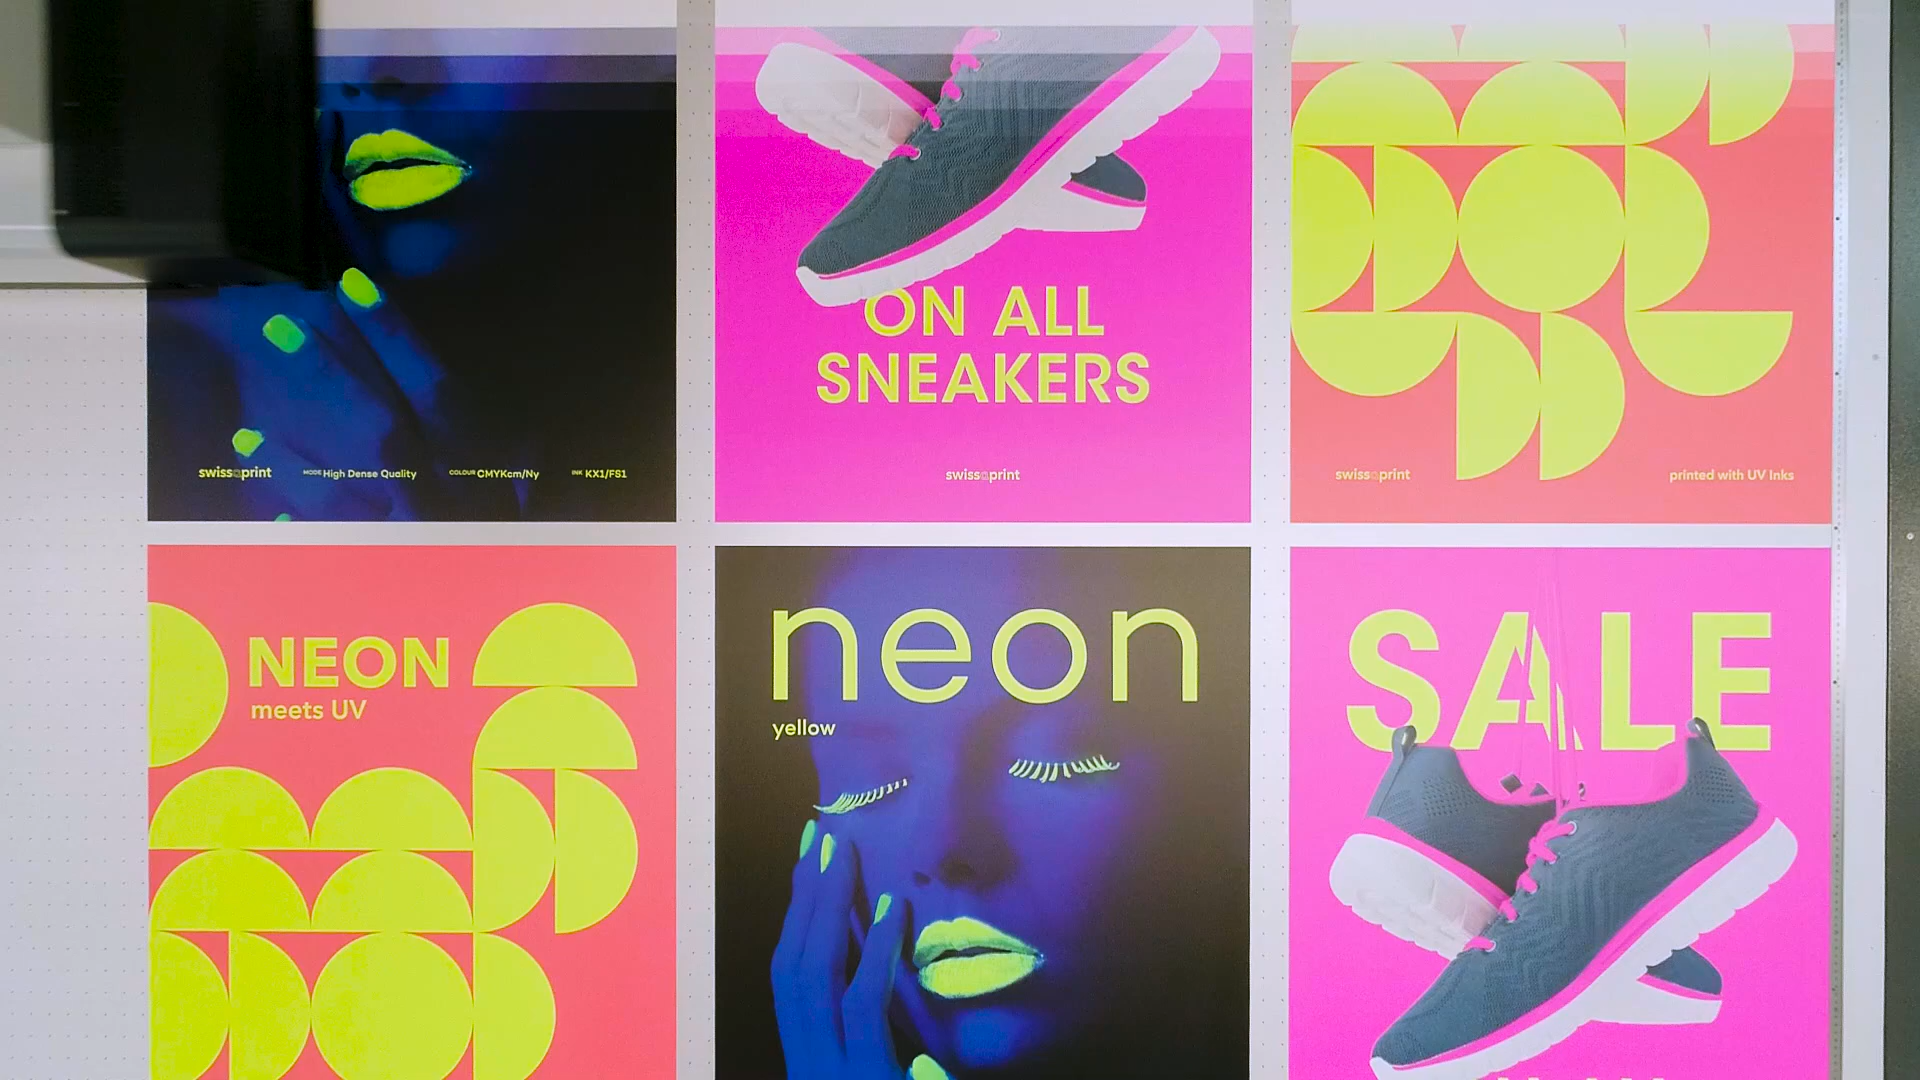 swissQprint MODE High Dense Quality COLOUR CMYKcm/Ny INK KX1/FS1
ON ALL
SNEAKERS
swissQprint
swissQprint printed with UV Inks
NEON
meets UV
neon
yellow
SALE